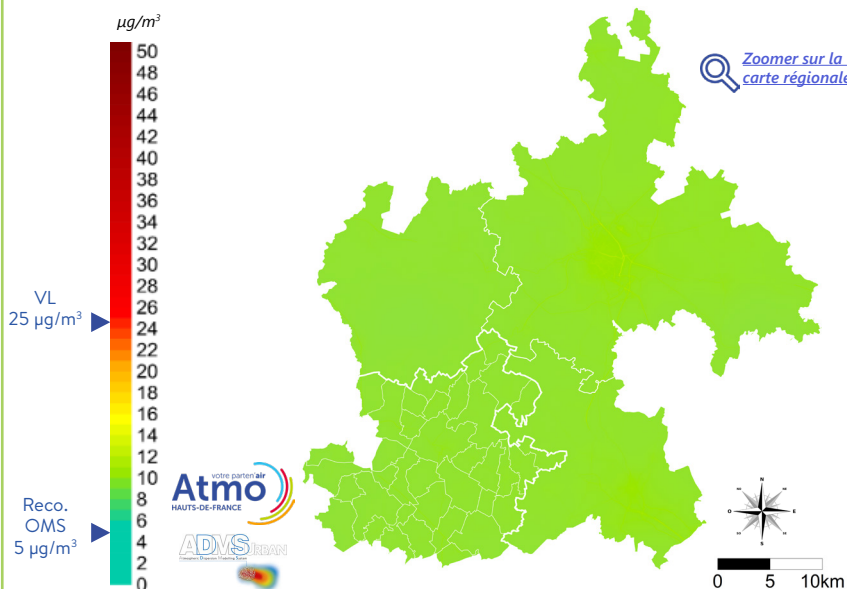 µg/m³
50
48
46
44
42
40
38
36
34
32
30
28
26
24
22
20
18
16
14
12
10
8
6
4
2
0
VL
25 µg/m³
Reco.
OMS
5 µg/m³
Zoomer sur la
carte régionale
votre parten'air
Atmo
HAUTS-DE-FRANCE
ADMS URBAN
N
O
E
S
0 5 10km